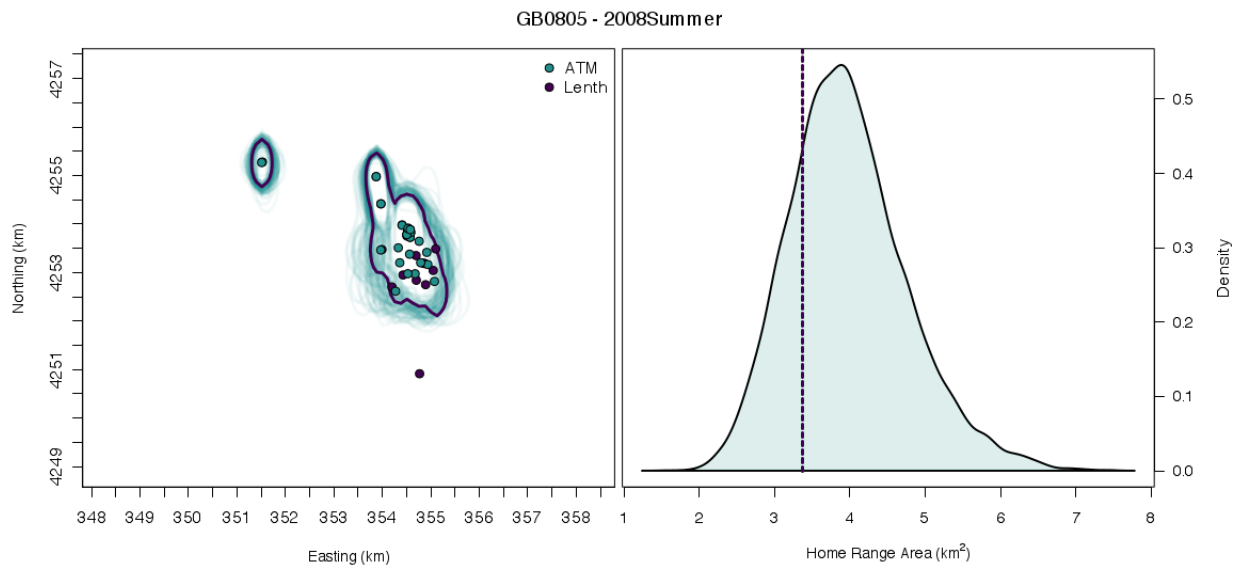 GB0805 - 2008Summer
ATM
Lenth
4257
4255
4253
4251
4249
Northing (km)
348 349 350 351 352 353 354 355 356 357 358
Easting (km)
0.5
0.4
0.3
0.2
0.1
0.0
Density
1 2 3 4 5 6 7 8
Home Range Area (km²)